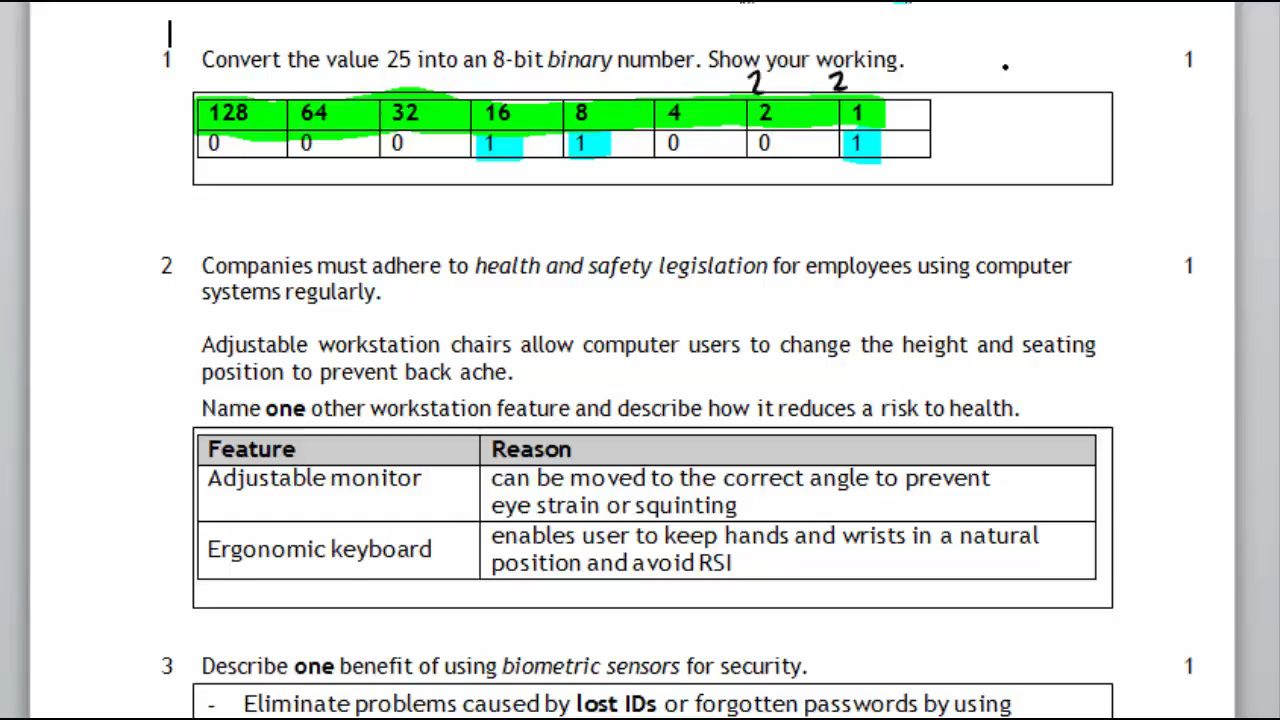 1 Convert the value 25 into an 8-bit binary number. Show your working. 1
2 2
128 64 32 16 8 4 2 1
0 0 0 1 1 0 0 1
2 Companies must adhere to health and safety legislation for employees using computer 1
systems regularly.
Adjustable workstation chairs allow computer users to change the height and seating
position to prevent back ache.
Name one other workstation feature and describe how it reduces a risk to health.
Feature Reason
Adjustable monitor can be moved to the correct angle to prevent
eye strain or squinting
Ergonomic keyboard enables user to keep hands and wrists in a natural
position and avoid RSI
3 Describe one benefit of using biometric sensors for security. 1
- Eliminate problems caused by lost IDs or forgotten passwords by using